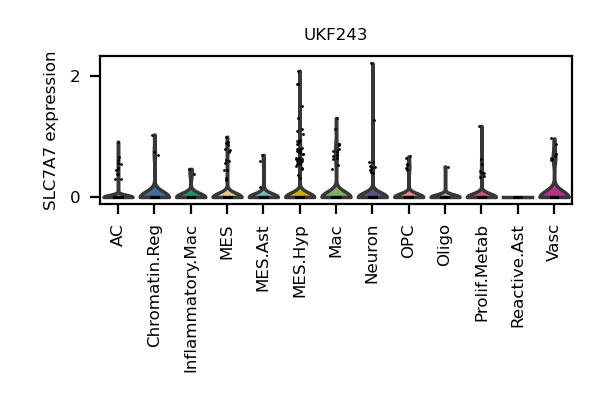 UKF243
SLC7A7 expression
2
0
AC
Chromatin.Reg
Inflammatory.Mac
MES
MES.Ast
MES.Hyp
Mac
Neuron
OPC
Oligo
Prolif.Metab
Reactive.Ast
Vasc